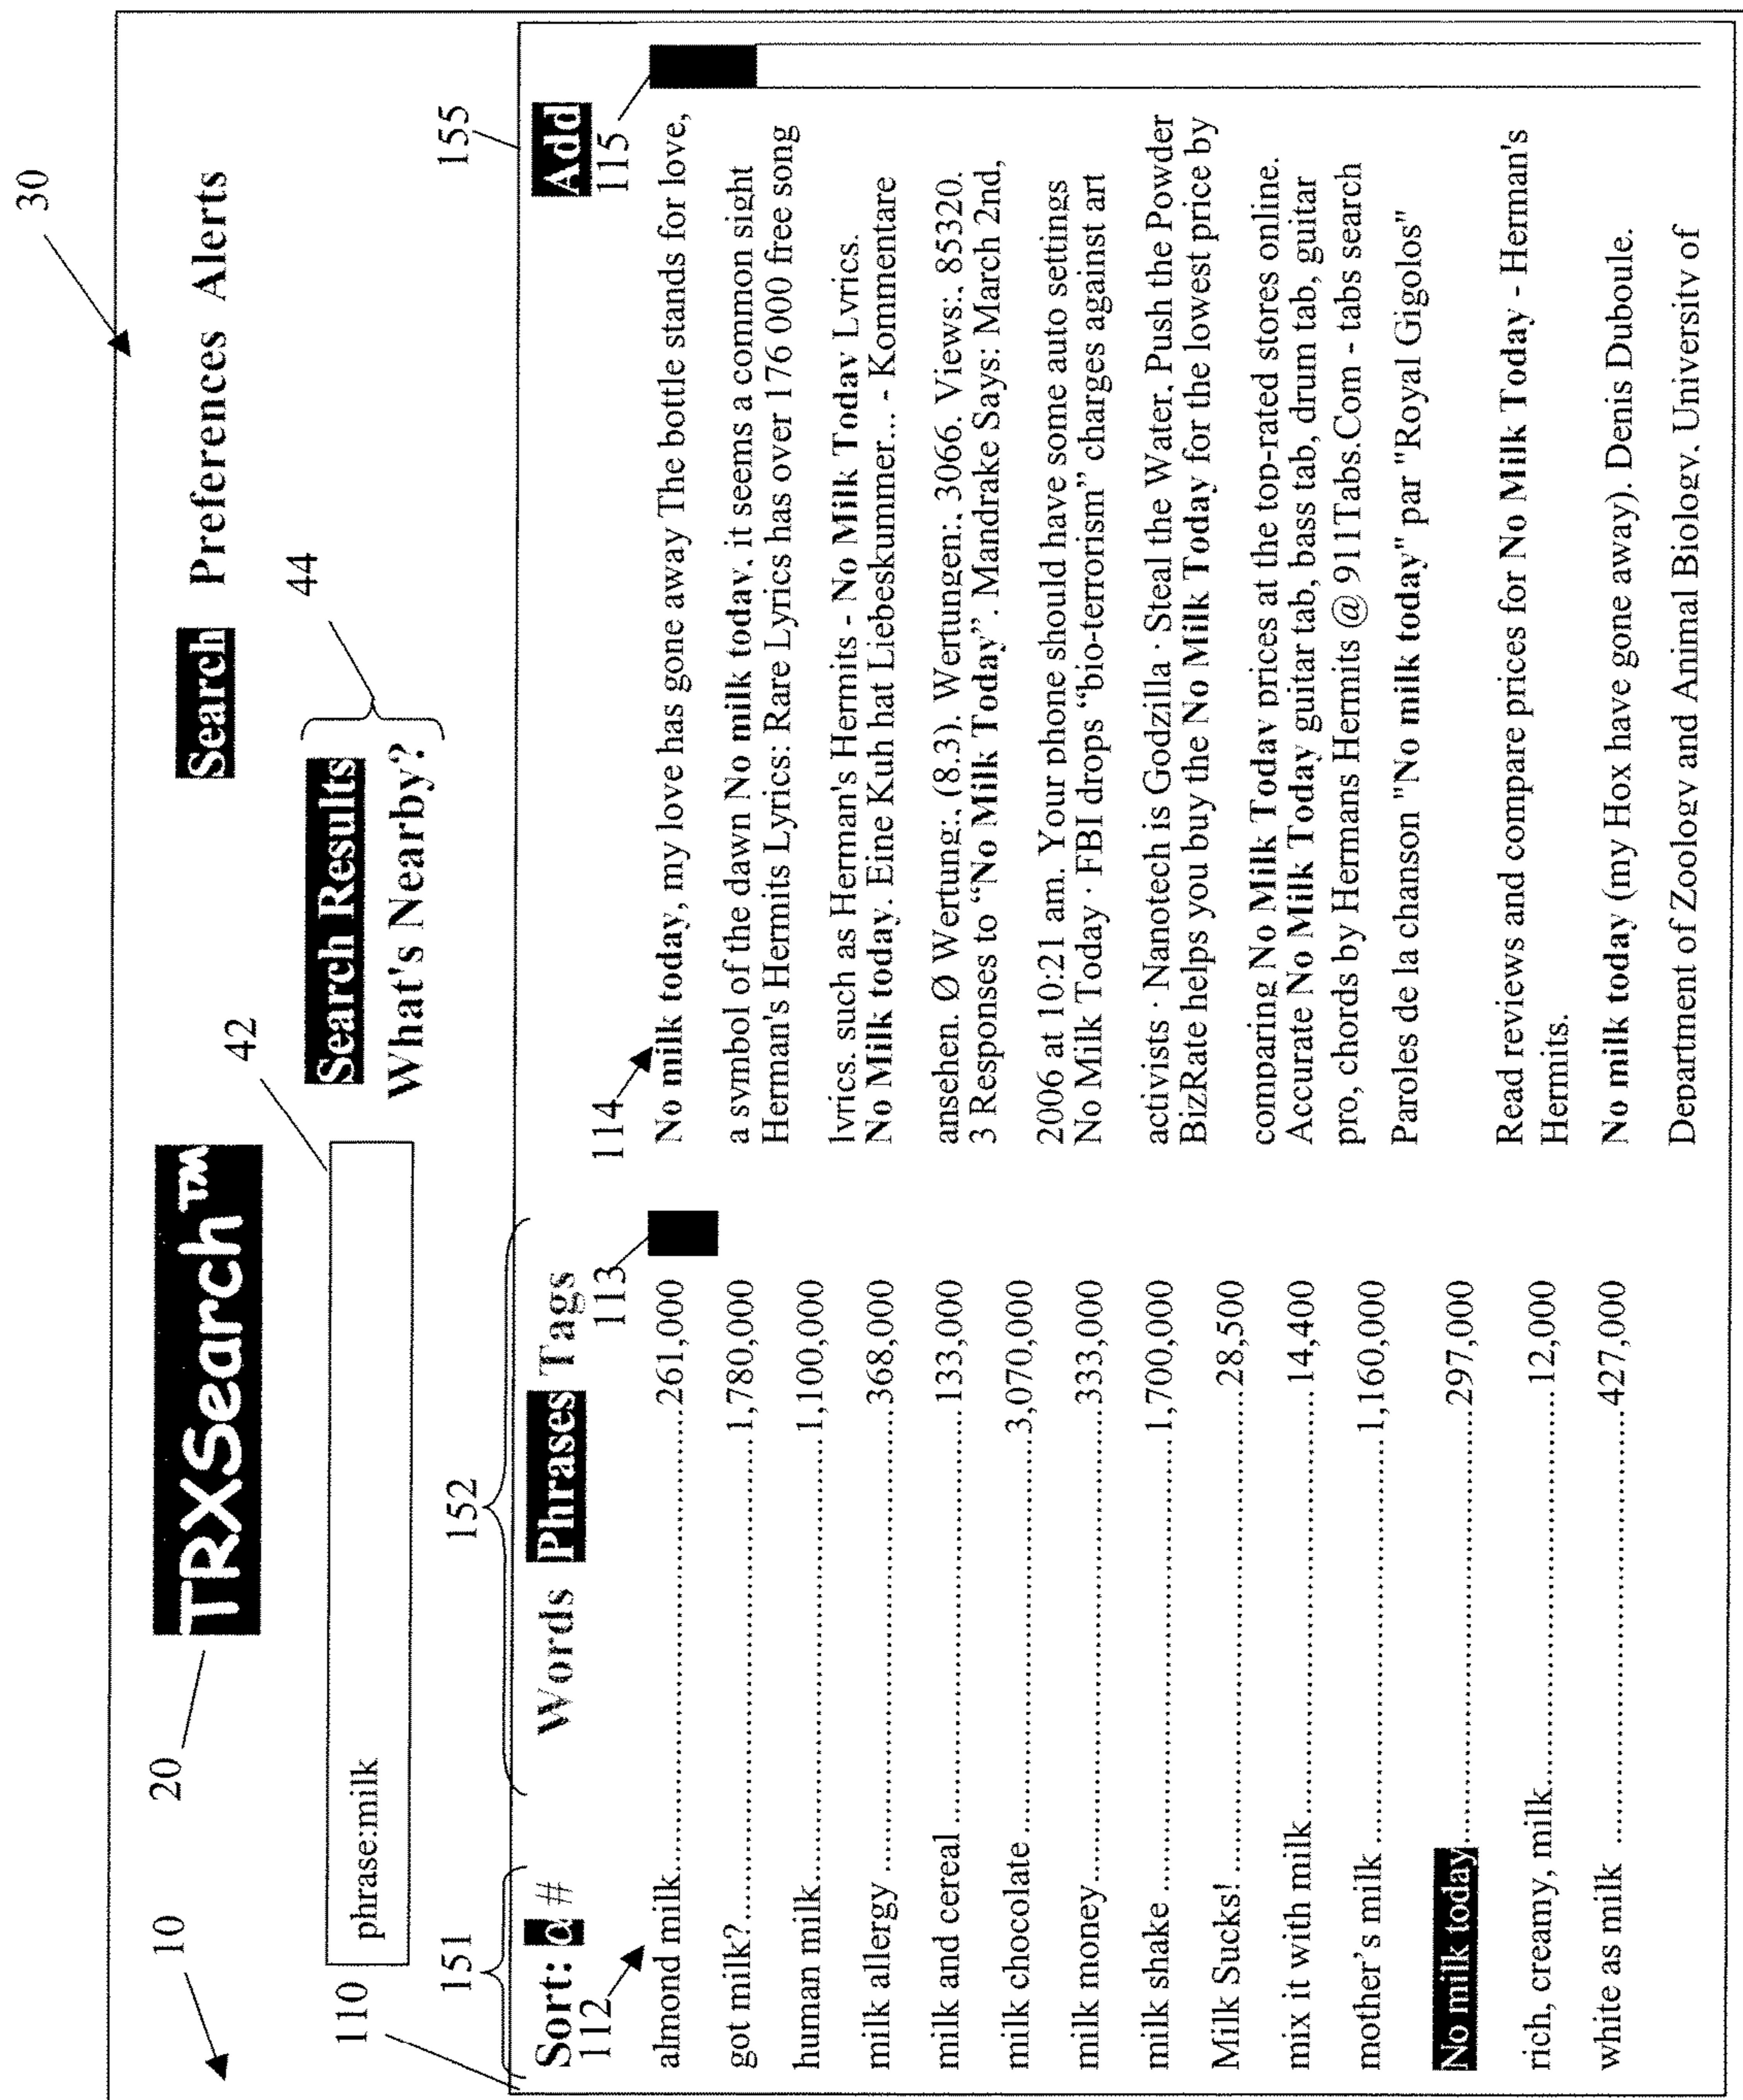 30
10
20
TRXSearch™
Search Preferences Alerts
42
44
phrase:milk
Search Results
What's Nearby?
110
151
152
155
Sort: α #
Words Phrases Tags
Add
112
113
114
115
almond milk..........261,000
got milk?..........1,780,000
human milk..........1,100,000
milk allergy ..........368,000
milk and cereal ..........133,000
milk chocolate ..........3,070,000
milk money..........333,000
milk shake ..........1,700,000
Milk Sucks! ..........28,500
mix it with milk..........14,400
mother's milk ..........1,160,000
No milk today..........297,000
rich, creamy, milk..........12,000
white as milk ..........427,000
No milk today, my love has gone away The bottle stands for love,
a symbol of the dawn No milk today. it seems a common sight
Herman's Hermits Lyrics: Rare Lyrics has over 176 000 free song
lyrics. such as Herman's Hermits - No Milk Today Lyrics.
No Milk today. Eine Kuh hat Liebeskummer... - Kommentare
ansehen. Ø Wertung:, (8.3). Wertungen:, 3066. Views:, 85320.
3 Responses to “No Milk Today”. Mandrake Says: March 2nd,
2006 at 10:21 am. Your phone should have some auto settings
No Milk Today · FBI drops “bio-terrorism” charges against art
activists · Nanotech is Godzilla · Steal the Water, Push the Powder
BizRate helps you buy the No Milk Today for the lowest price by
comparing No Milk Today prices at the top-rated stores online.
Accurate No Milk Today guitar tab, bass tab, drum tab, guitar
pro, chords by Hermans Hermits @ 911Tabs.Com - tabs search
Paroles de la chanson "No milk today" par "Royal Gigolos"
Read reviews and compare prices for No Milk Today - Herman's
Hermits.
No milk today (my Hox have gone away). Denis Duboule.
Department of Zoology and Animal Biology, University of